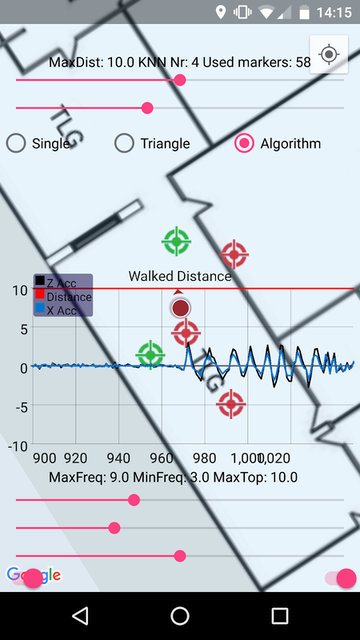 14:15
MaxDist: 10.0 KNN Nr: 4 Used markers: 58
TLG
Single
Triangle
Algorithm
Walked Distance
Z Acc
Distance
X Acc
10
5
0
-5
-10
TLG
900 920 940 960 980 1,000 1,020
MaxFreq: 9.0 MinFreq: 3.0 MaxTop: 10.0
Google